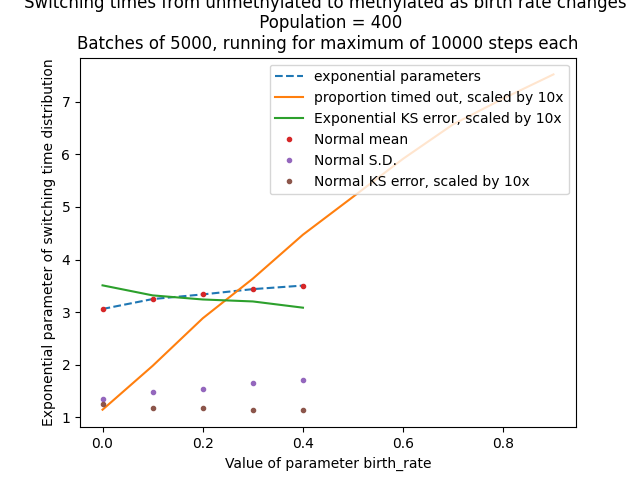 Switching times from unmethylated to methylated as birth rate changes
Population = 400
Batches of 5000, running for maximum of 10000 steps each
exponential parameters
proportion timed out, scaled by 10x
Exponential KS error, scaled by 10x
Normal mean
Normal S.D.
Normal KS error, scaled by 10x
Exponential parameter of switching time distribution
7
6
5
4
3
2
1
0.0 0.2 0.4 0.6 0.8
Value of parameter birth_rate